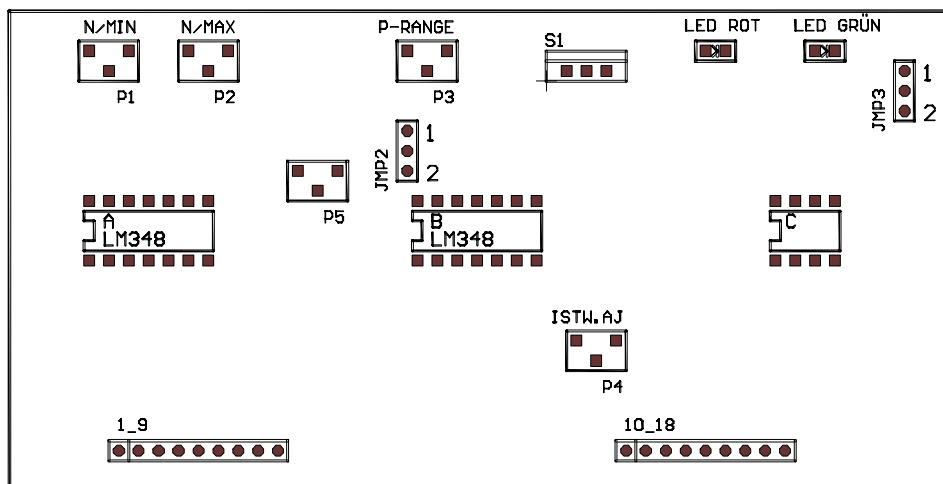 N/MIN
N/MAX
P-RANGE
LED ROT
LED GRÜN
S1
P1
P2
P3
1
JMP3
2
1
JMP2
2
P5
A
LM348
B
LM348
C
ISTW.AJ
P4
1_9
10_18